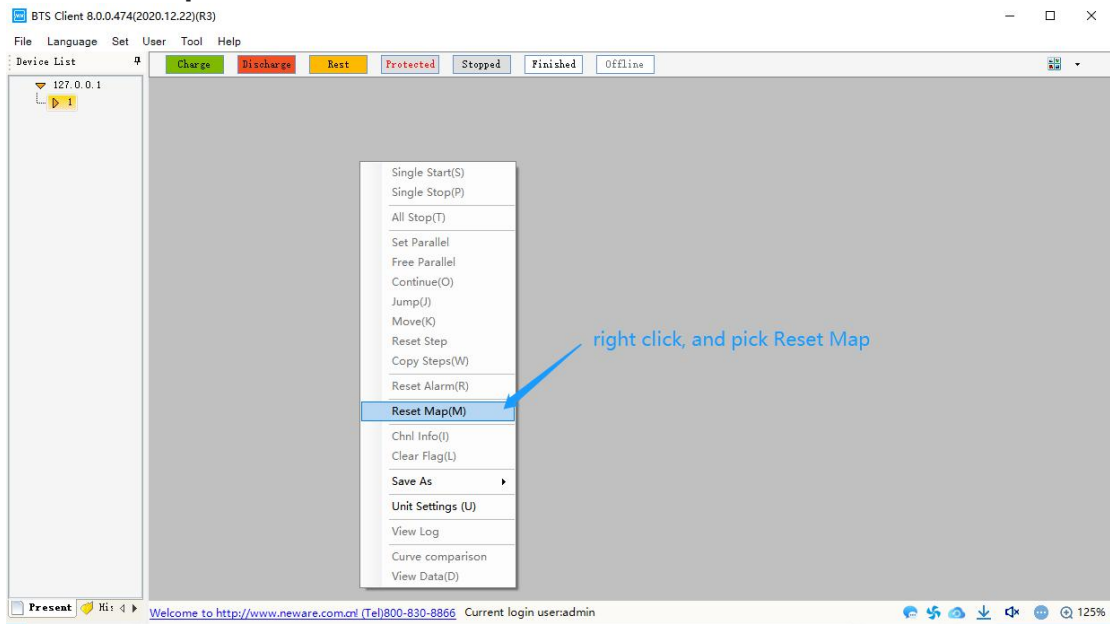 BTS Client 8.0.0.474(2020.12.22)(R3)
File Language Set User Tool Help
Device List
Charge Discharge Rest Protected Stopped Finished Offline
127.0.0.1
1
Single Start(S)
Single Stop(P)
All Stop(T)
Set Parallel
Free Parallel
Continue(O)
Jump(J)
Move(K)
Reset Step
Copy Steps(W)
Reset Alarm(R)
Reset Map(M)
Chnl Info(I)
Clear Flag(L)
Save As
Unit Settings (U)
View Log
Curve comparison
View Data(D)
right click, and pick Reset Map
Present His
Welcome to http://www.neware.com.cn! (Tel)800-830-8866 Current login user:admin
125%